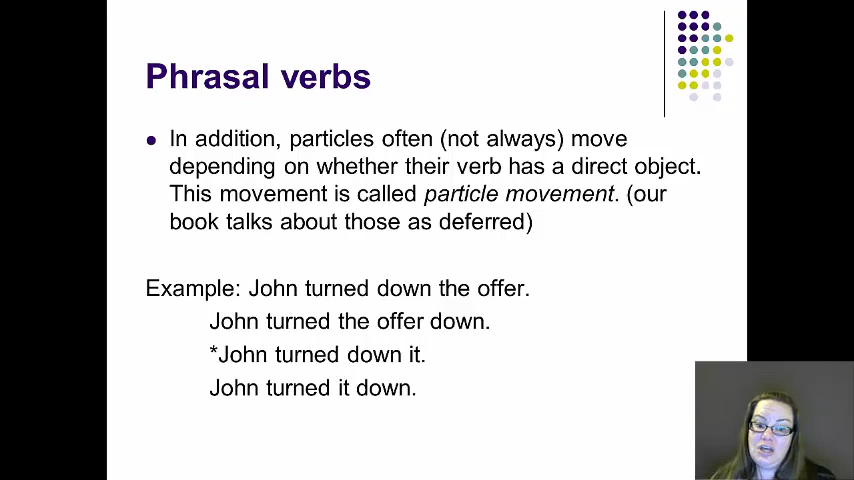 Phrasal verbs
In addition, particles often (not always) move
depending on whether their verb has a direct object.
This movement is called particle movement. (our
book talks about those as deferred)
Example: John turned down the offer.
John turned the offer down.
*John turned down it.
John turned it down.